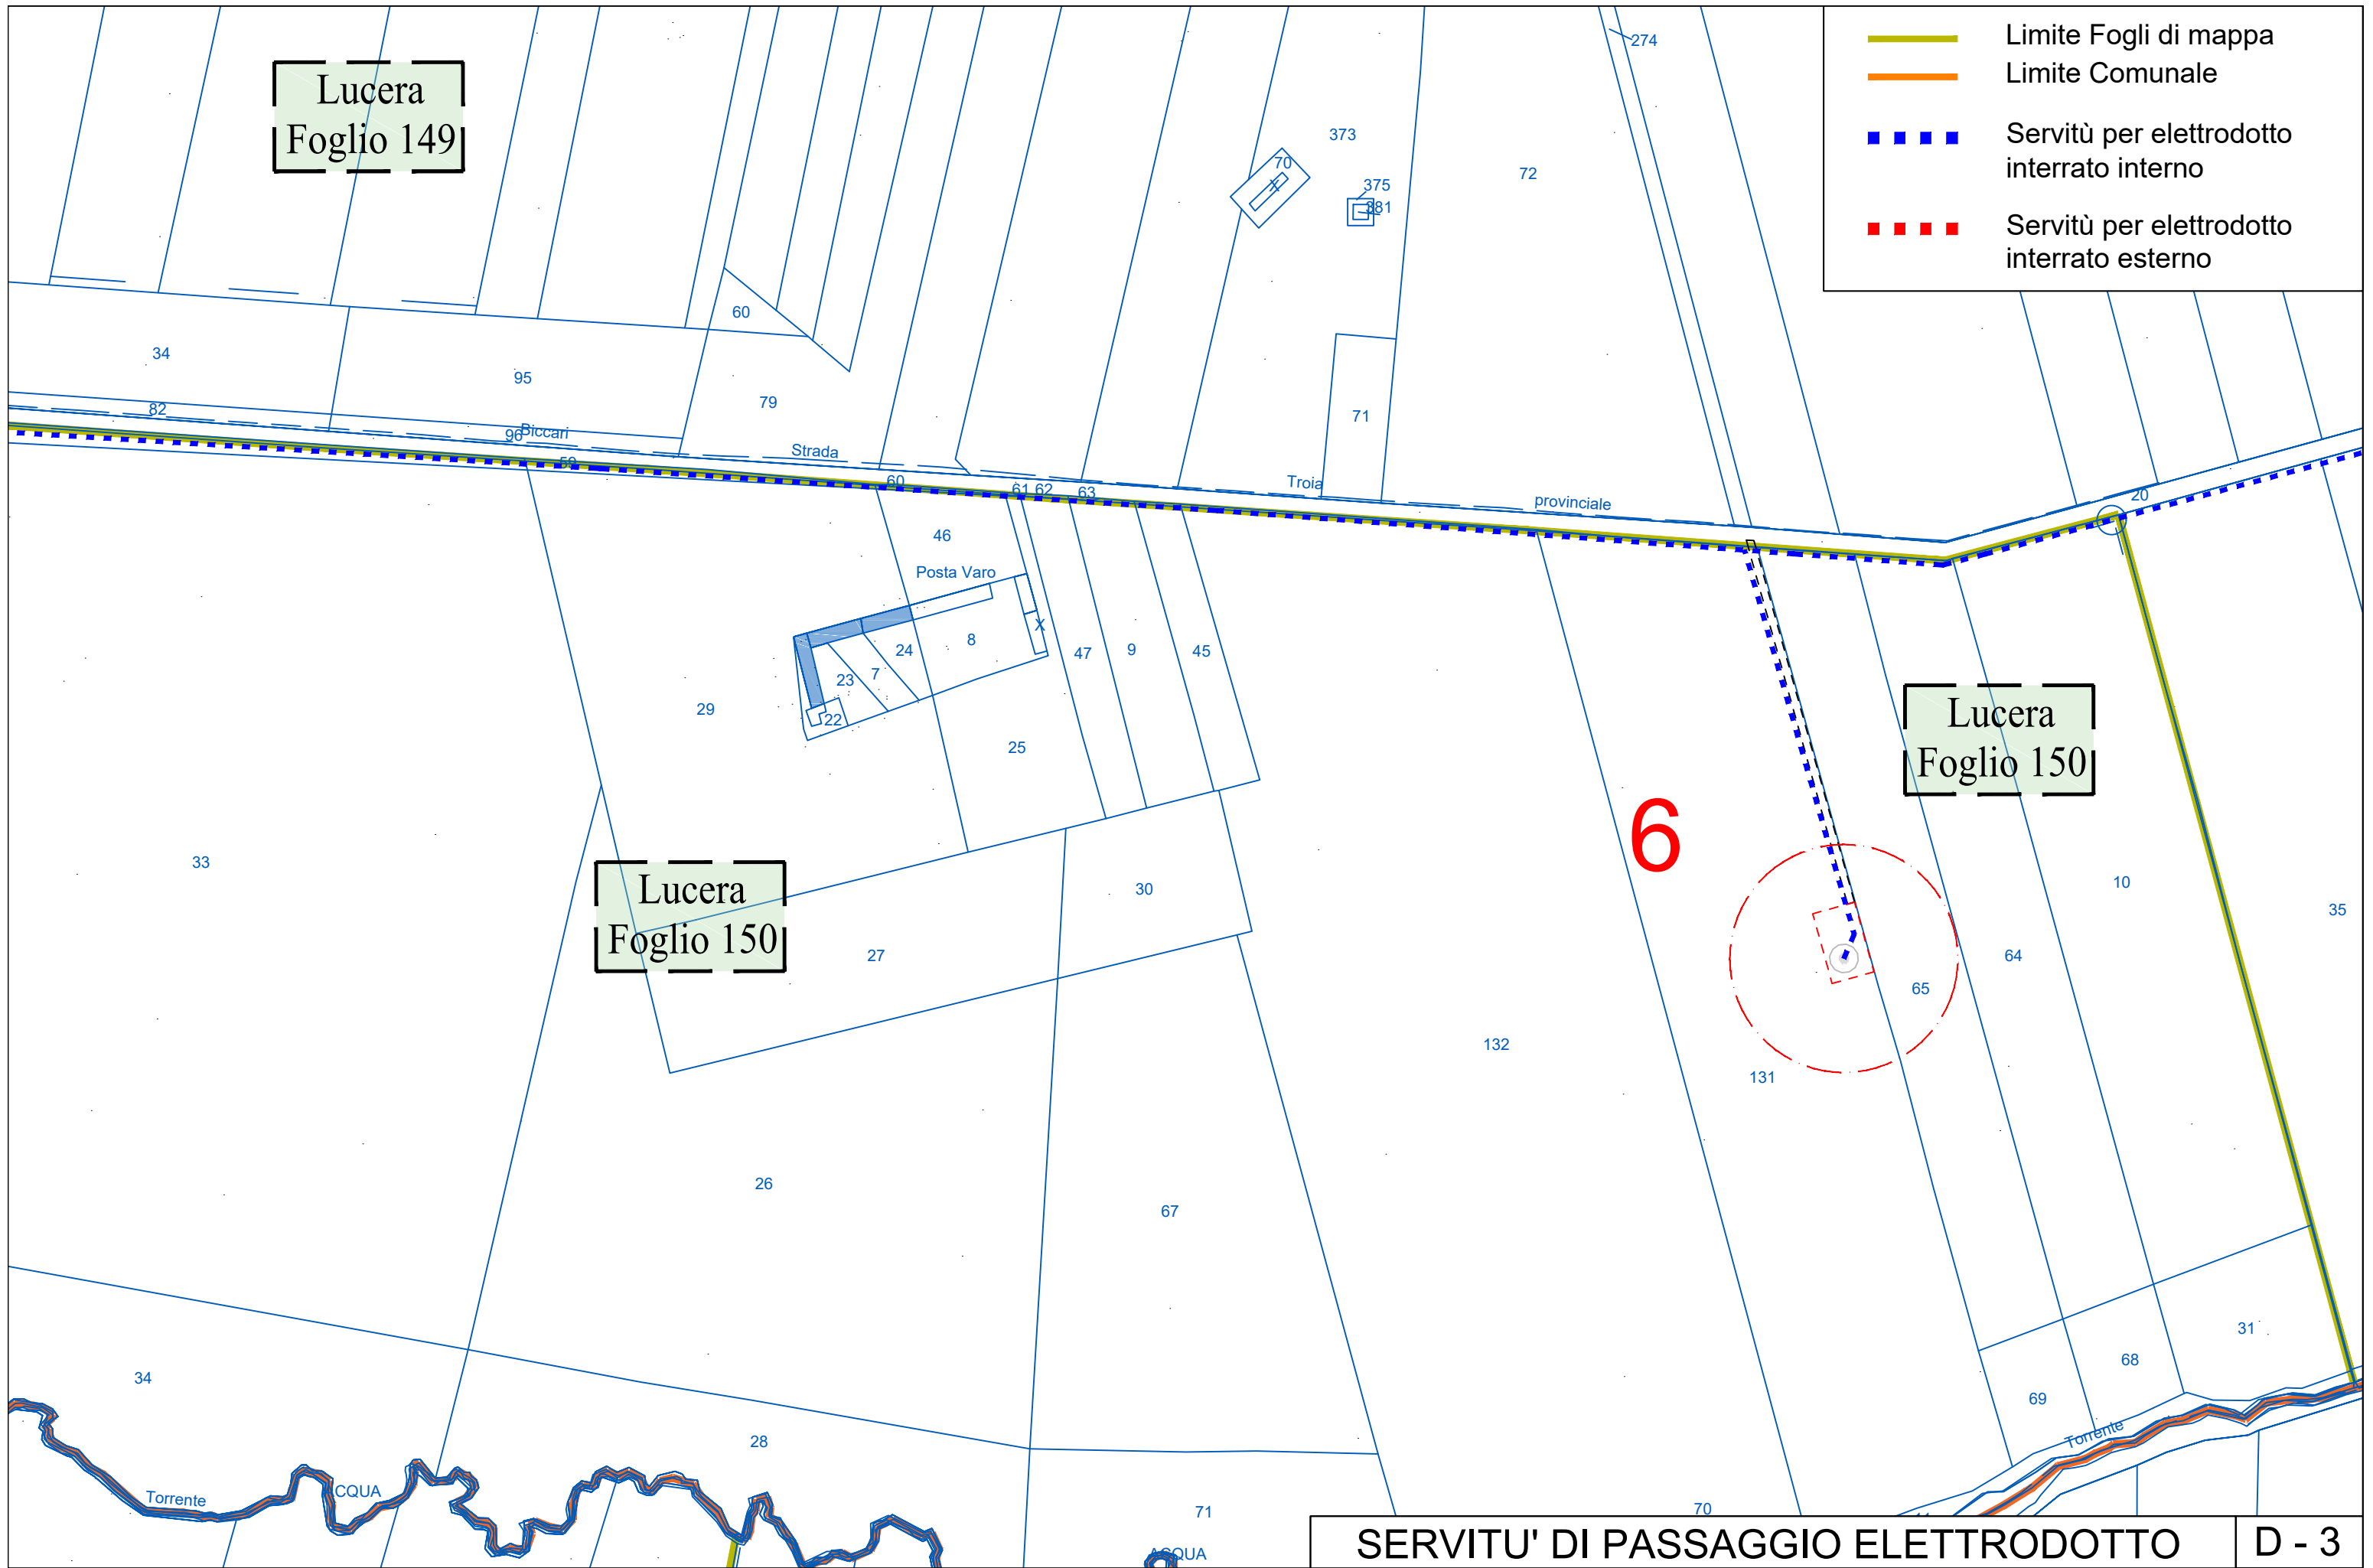 Limite Fogli di mappa
Limite Comunale
Servitù per elettrodotto
interrato interno
Servitù per elettrodotto
interrato esterno
274
Lucera
Foglio 149
373
70
X
375
381
72
60
34
95
79
82
96
Biccari
Strada
71
59
60
61
62
63
Troia
provinciale
20
46
Posta Varo
X
8
24
7
23
22
47
9
45
29
25
Lucera
Foglio 150
6
33
Lucera
Foglio 150
30
27
10
35
64
65
132
131
26
67
31
68
69
34
28
Torrente
CQUA
Torrente
71
70
ACQUA
SERVITU' DI PASSAGGIO ELETTRODOTTO
D - 3